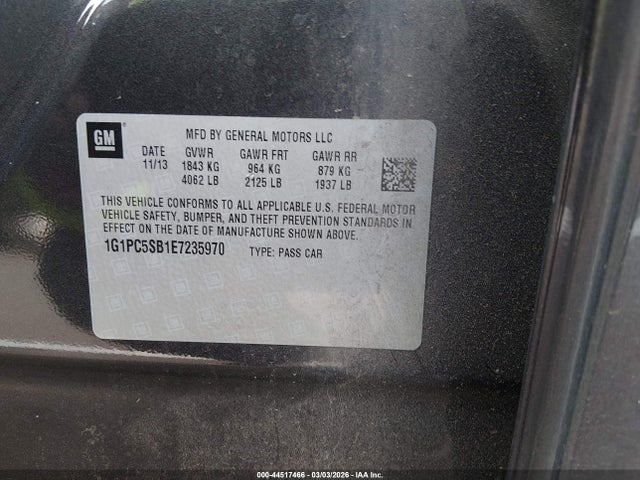 GM
MFD BY GENERAL MOTORS LLC
DATE GVWR GAWR FRT GAWR RR
11/13 1843 KG 964 KG 879 KG
4062 LB 2125 LB 1937 LB
THIS VEHICLE CONFORMS TO ALL APPLICABLE U.S. FEDERAL MOTOR
VEHICLE SAFETY, BUMPER, AND THEFT PREVENTION STANDARDS IN
EFFECT ON THE DATE OF MANUFACTURE SHOWN ABOVE.
1G1PC5SB1E7235970 TYPE: PASS CAR
000-44517466 - 03/03/2026 - IAA Inc.